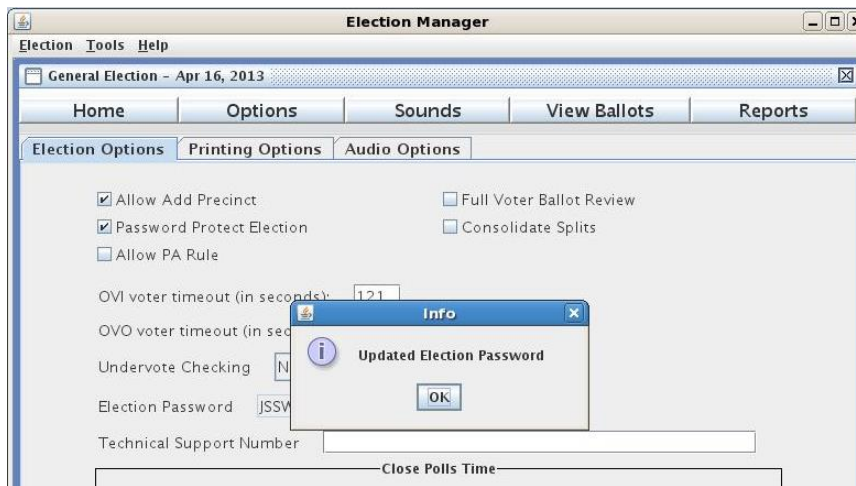 Election Manager
Election Tools Help
General Election – Apr 16, 2013
Home Options Sounds View Ballots Reports
Election Options Printing Options Audio Options
Allow Add Precinct Full Voter Ballot Review
Password Protect Election Consolidate Splits
Allow PA Rule
OVI voter timeout (in seconds): 121
Info
OVO voter timeout (in sec
Updated Election Password
Undervote Checking N
OK
Election Password JSSW
Technical Support Number
Close Polls Time